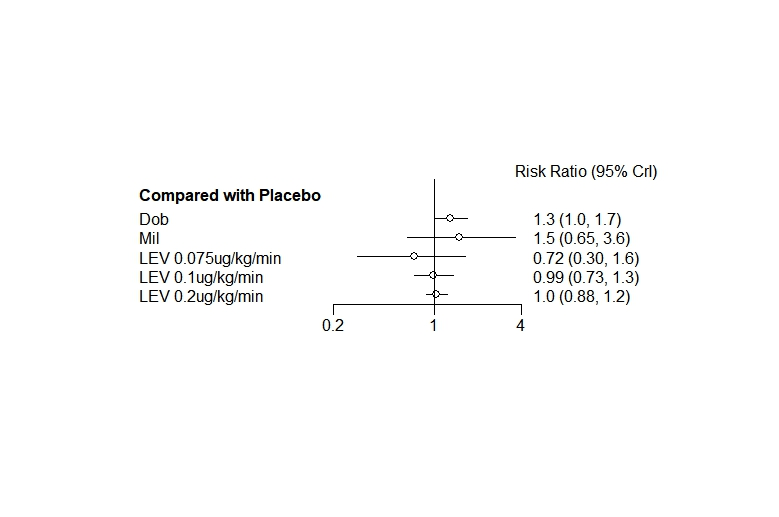 Risk Ratio (95% CrI)
Compared with Placebo
Dob 1.3 (1.0, 1.7)
Mil 1.5 (0.65, 3.6)
LEV 0.075ug/kg/min 0.72 (0.30, 1.6)
LEV 0.1ug/kg/min 0.99 (0.73, 1.3)
LEV 0.2ug/kg/min 1.0 (0.88, 1.2)
0.2 1 4